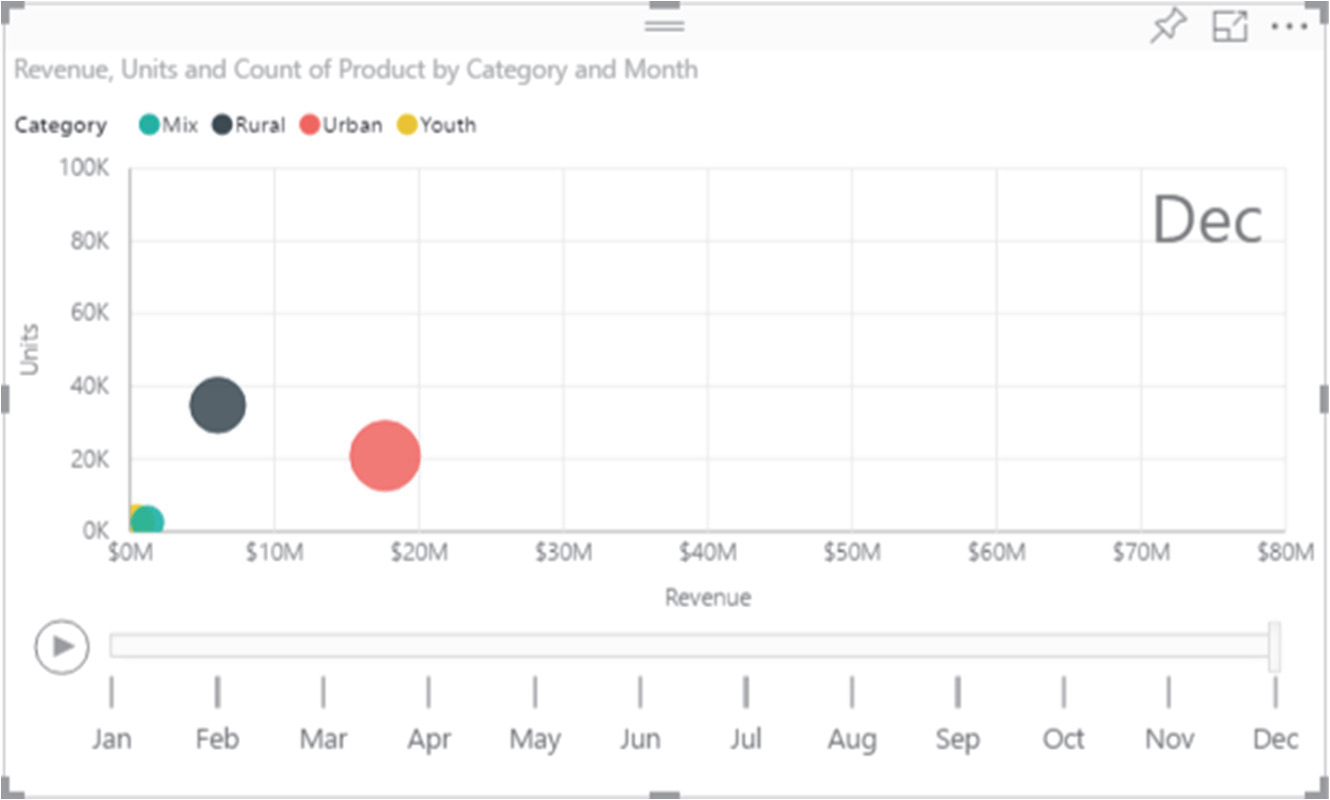 Revenue, Units and Count of Product by Category and Month
Category Mix Rural Urban Youth
100K
Dec
80K
60K
Units
40K
20K
0K
$0M $10M $20M $30M $40M $50M $60M $70M $80M
Revenue
Jan Feb Mar Apr May Jun Jul Aug Sep Oct Nov Dec